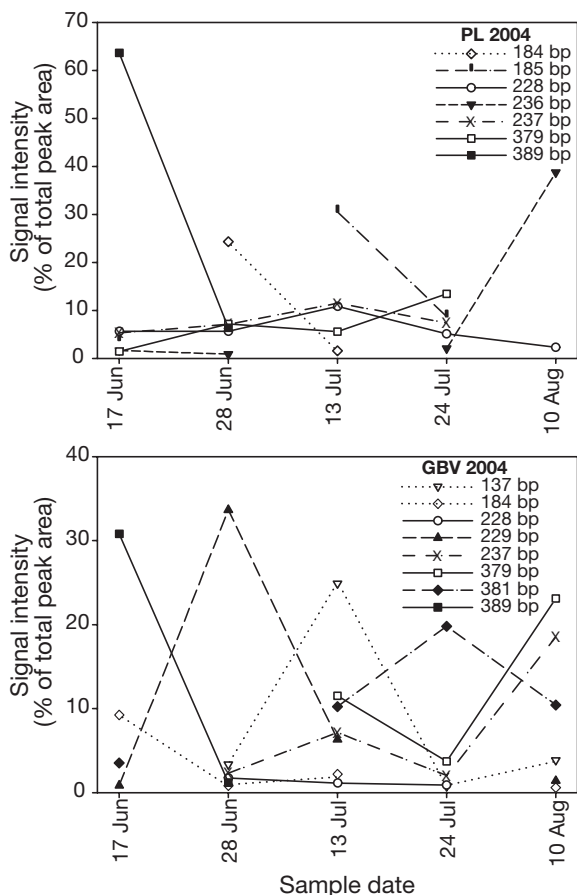 70
60
50
40
30
20
10
0
Signal intensity
(% of total peak area)
PL 2004
184 bp
185 bp
228 bp
236 bp
237 bp
379 bp
389 bp
17 Jun
28 Jun
13 Jul
24 Jul
10 Aug
40
30
20
10
0
Signal intensity
(% of total peak area)
GBV 2004
137 bp
184 bp
228 bp
229 bp
237 bp
379 bp
381 bp
389 bp
17 Jun
28 Jun
13 Jul
24 Jul
10 Aug
Sample date